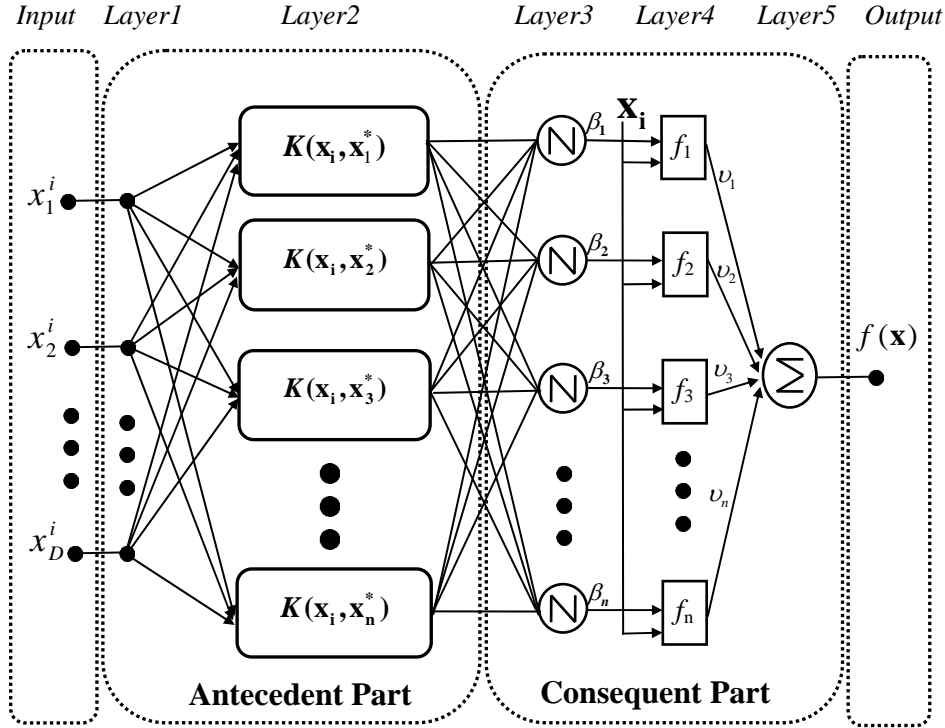 Input Layer1 Layer2 Layer3 Layer4 Layer5 Output
K(x_i, x_1^*)
K(x_i, x_2^*)
K(x_i, x_3^*)
K(x_i, x_n^*)
x_1^i
x_2^i
x_D^i
N
N
N
N
β_1
β_2
β_3
β_n
x_i
f_1
f_2
f_3
f_n
υ_1
υ_2
υ_3
υ_n
Σ
f(x)
Antecedent Part
Consequent Part